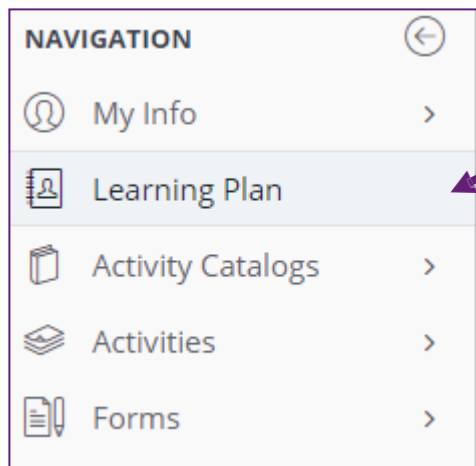 NAVIGATION
My Info
Learning Plan
Activity Catalogs
Activities
Forms